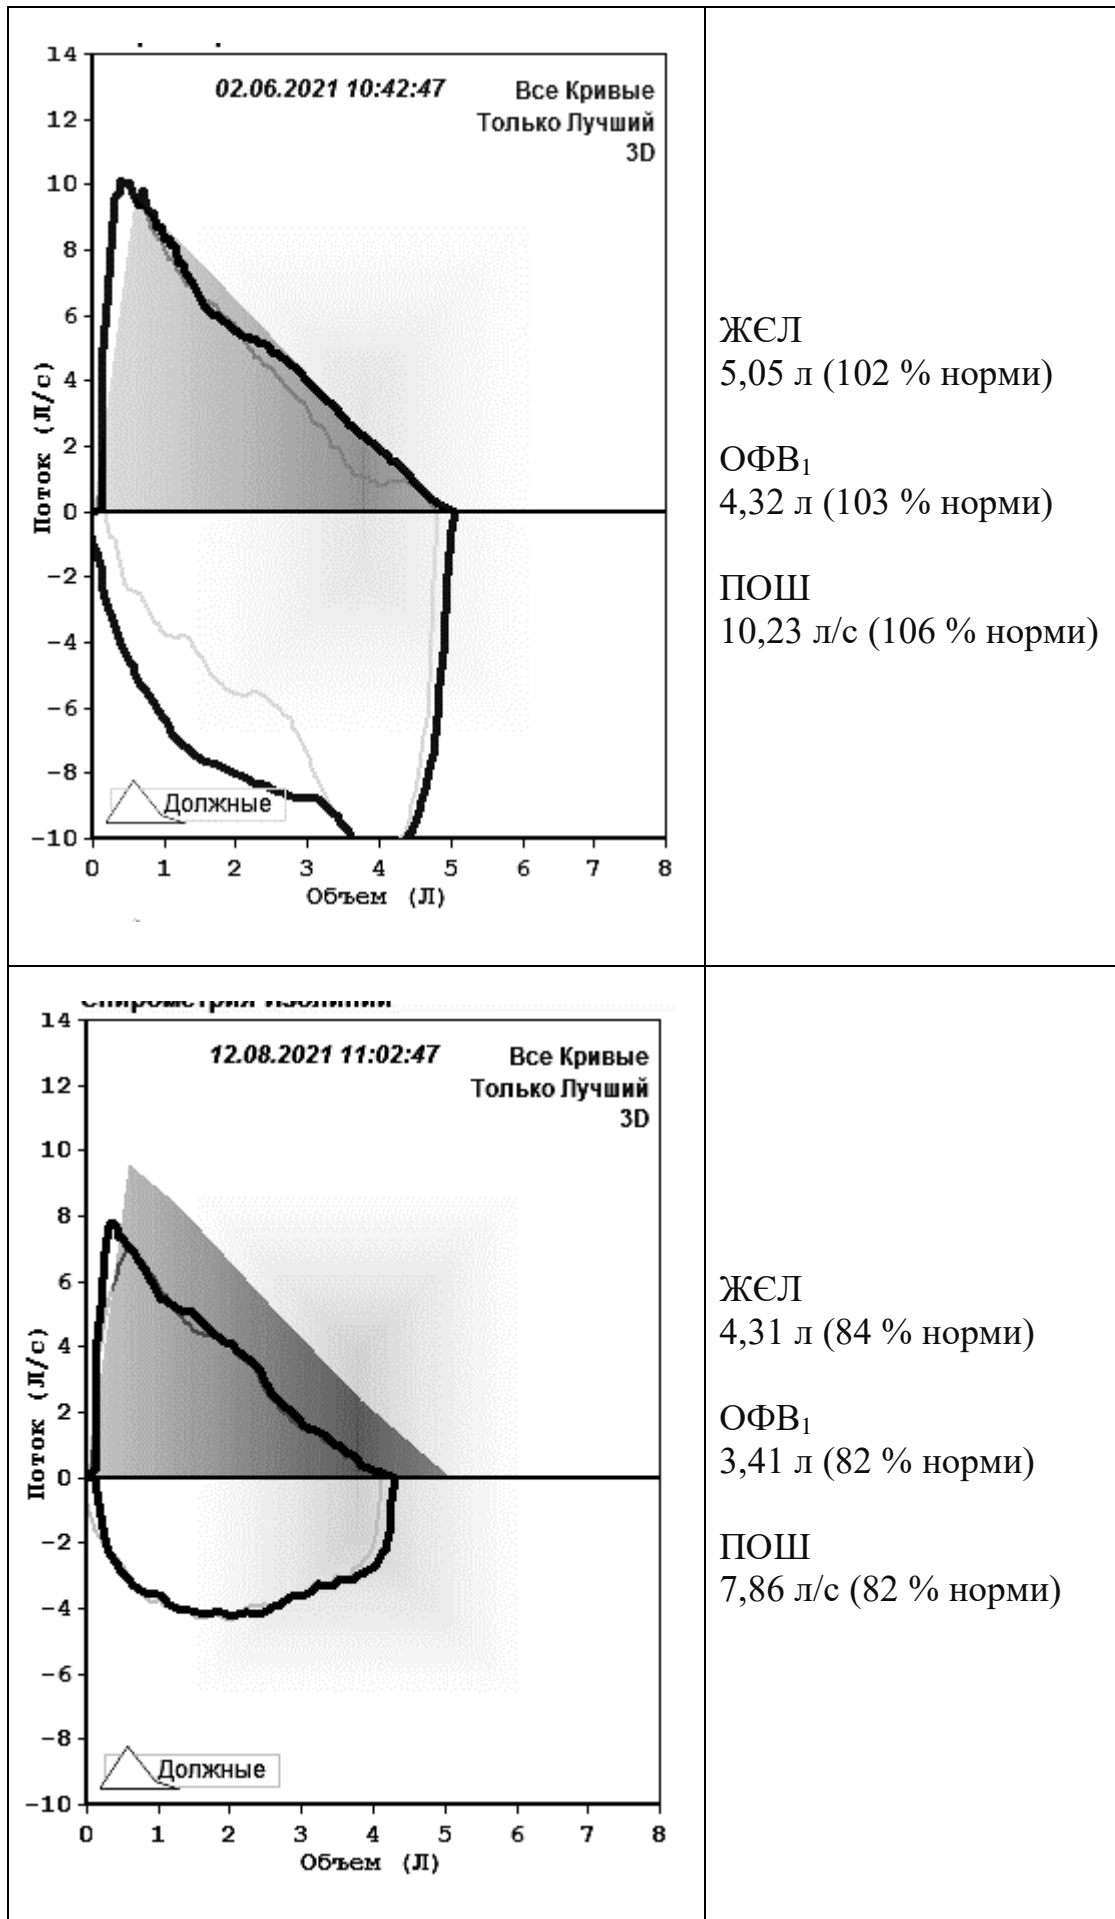 14
02.06.2021 10:42:47
Все Кривые
Только Лучший
3D
12
10
8
6
4
2
0
-2
-4
-6
-8
-10
Поток (Л/с)
Должные
0 1 2 3 4 5 6 7 8
Объем (Л)
ЖЄЛ
5,05 л (102 % норми)
ОФВ₁
4,32 л (103 % норми)
ПОШ
10,23 л/с (106 % норми)
Спирометрия Изолинии
14
12.08.2021 11:02:47
Все Кривые
Только Лучший
3D
12
10
8
6
4
2
0
-2
-4
-6
-8
-10
Поток (Л/с)
Должные
0 1 2 3 4 5 6 7 8
Объем (Л)
ЖЄЛ
4,31 л (84 % норми)
ОФВ₁
3,41 л (82 % норми)
ПОШ
7,86 л/с (82 % норми)